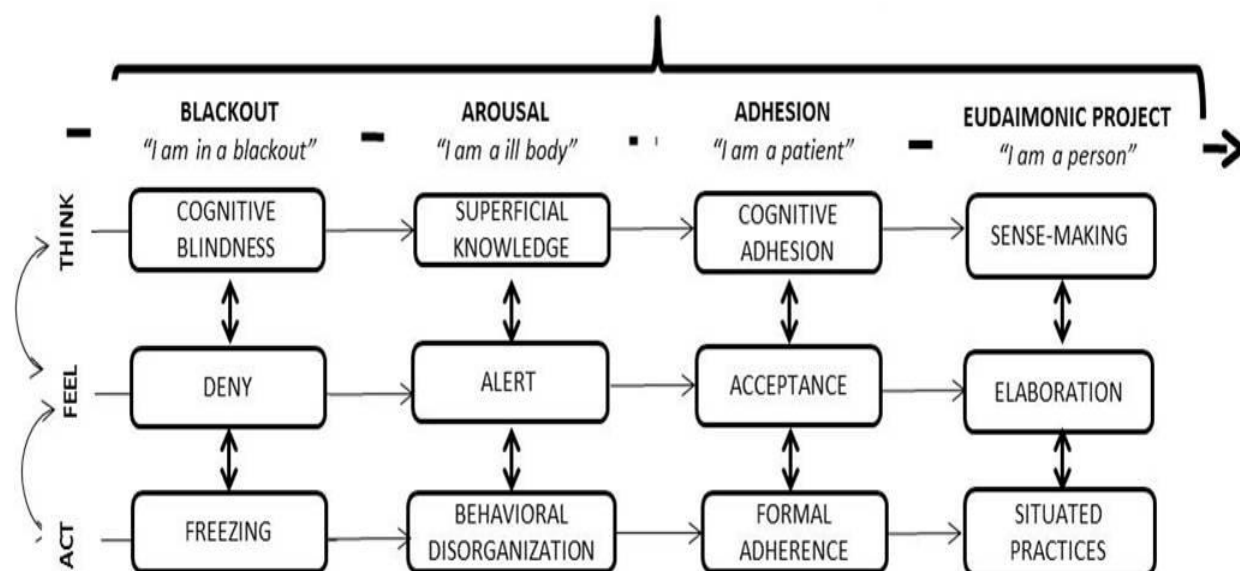 BLACKOUT
"I am in a blackout"
AROUSAL
"I am a ill body"
ADHESION
"I am a patient"
EUDAIMONIC PROJECT
"I am a person"
THINK
COGNITIVE
BLINDNESS
SUPERFICIAL
KNOWLEDGE
COGNITIVE
ADHESION
SENSE-MAKING
FEEL
DENY
ALERT
ACCEPTANCE
ELABORATION
ACT
FREEZING
BEHAVIORAL
DISORGANIZATION
FORMAL
ADHERENCE
SITUATED
PRACTICES